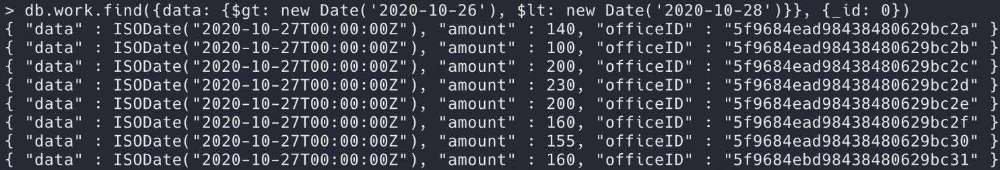 > db.work.find({data: {$gt: new Date('2020-10-26'), $lt: new Date('2020-10-28')}}, {_id: 0})
{ "data" : ISODate("2020-10-27T00:00:00Z"), "amount" : 140, "officeID" : "5f9684ead98438480629bc2a" }
{ "data" : ISODate("2020-10-27T00:00:00Z"), "amount" : 100, "officeID" : "5f9684ead98438480629bc2b" }
{ "data" : ISODate("2020-10-27T00:00:00Z"), "amount" : 200, "officeID" : "5f9684ead98438480629bc2c" }
{ "data" : ISODate("2020-10-27T00:00:00Z"), "amount" : 230, "officeID" : "5f9684ead98438480629bc2d" }
{ "data" : ISODate("2020-10-27T00:00:00Z"), "amount" : 200, "officeID" : "5f9684ead98438480629bc2e" }
{ "data" : ISODate("2020-10-27T00:00:00Z"), "amount" : 160, "officeID" : "5f9684ead98438480629bc2f" }
{ "data" : ISODate("2020-10-27T00:00:00Z"), "amount" : 155, "officeID" : "5f9684ead98438480629bc30" }
{ "data" : ISODate("2020-10-27T00:00:00Z"), "amount" : 160, "officeID" : "5f9684ebd98438480629bc31" }